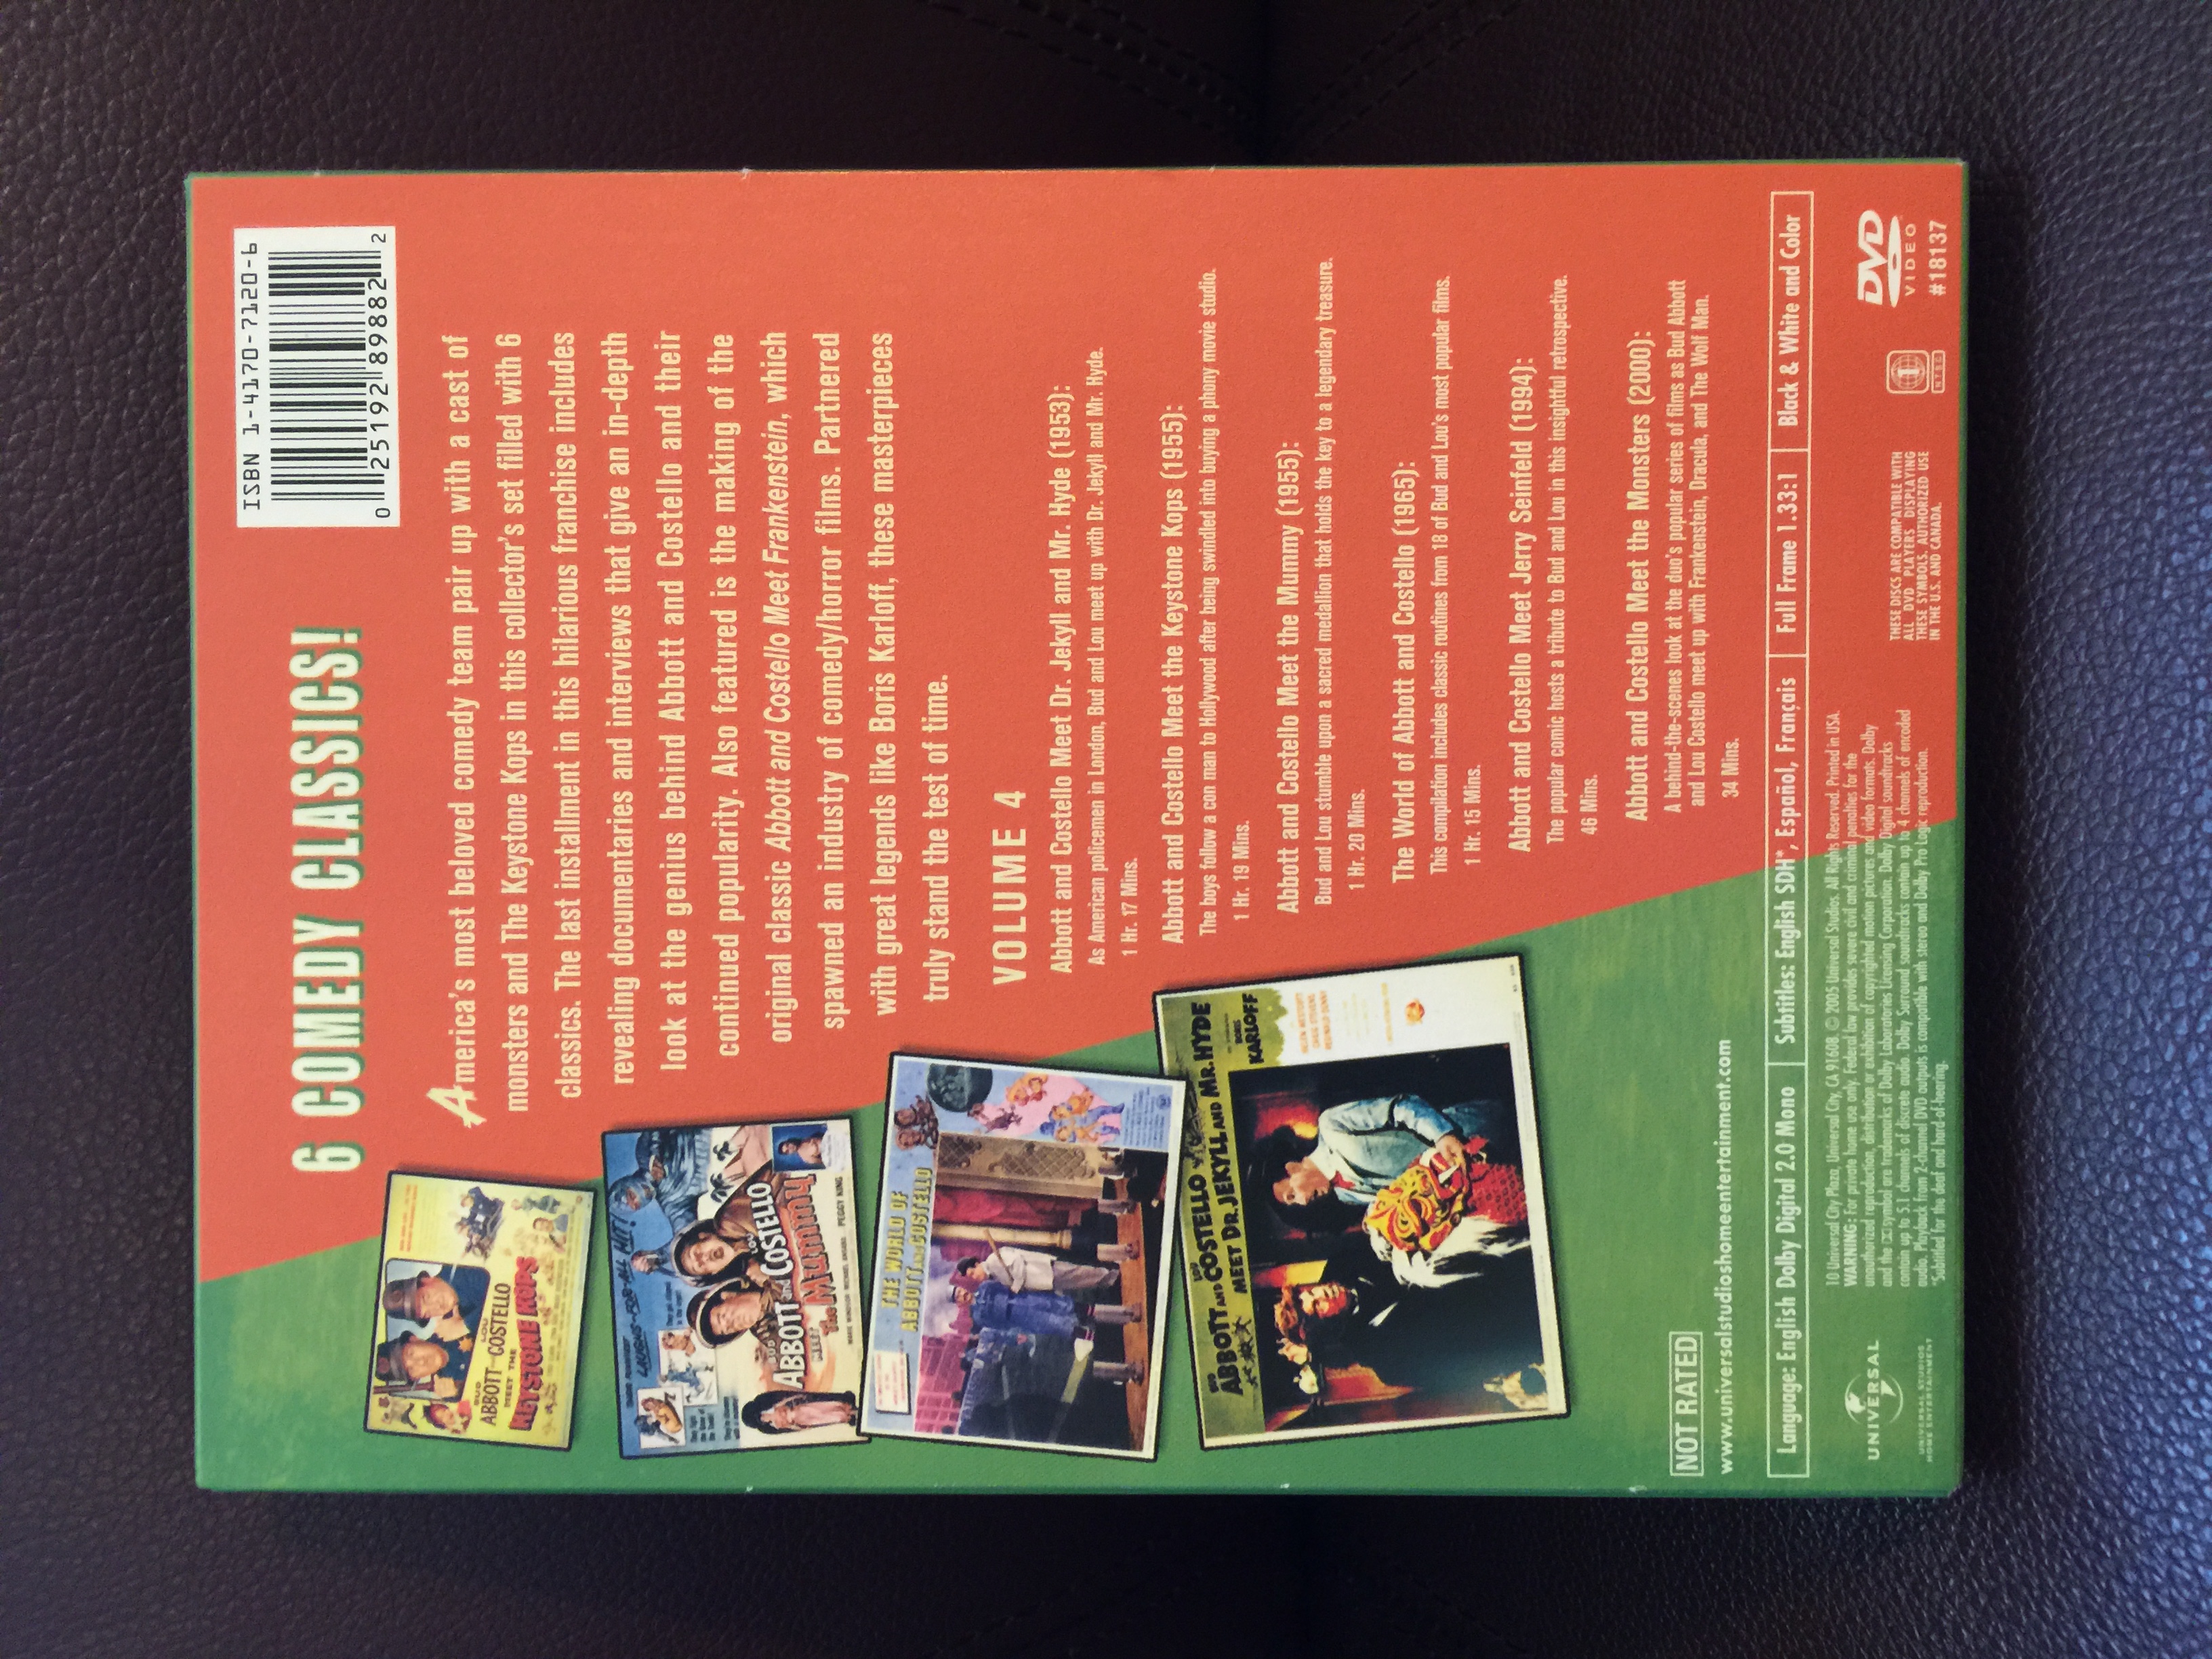 ISBN 1-4170-7120-6
0 25192 89882 2
6 COMEDY CLASSICS!
America's most beloved comedy team pair up with a cast of
monsters and The Keystone Kops in this collector's set filled with 6
classics. The last installment in this hilarious franchise includes
revealing documentaries and interviews that give an in-depth
look at the genius behind Abbott and Costello and their
continued popularity. Also featured is the making of the
original classic Abbott and Costello Meet Frankenstein, which
spawned an industry of comedy/horror films. Partnered
with great legends like Boris Karloff, these masterpieces
truly stand the test of time.
VOLUME 4
Abbott and Costello Meet Dr. Jekyll and Mr. Hyde (1953):
As American policemen in London, Bud and Lou meet up with Dr. Jekyll and Mr. Hyde.
1 Hr. 17 Mins.
Abbott and Costello Meet the Keystone Kops (1955):
The boys follow a con man to Hollywood after being swindled into buying a phony movie studio.
1 Hr. 19 Mins.
Abbott and Costello Meet the Mummy (1955):
Bud and Lou stumble upon a sacred medallion that holds the key to a legendary treasure.
1 Hr. 20 Mins.
The World of Abbott and Costello (1965):
This compilation includes classic routines from 18 of Bud and Lou's most popular films.
1 Hr. 15 Mins.
Abbott and Costello Meet Jerry Seinfeld (1994):
The popular comic hosts a tribute to Bud and Lou in this insightful retrospective.
46 Mins.
Abbott and Costello Meet the Monsters (2000):
A behind-the-scenes look at the duo's popular series of films as Bud Abbott
and Lou Costello meet up with Frankenstein, Dracula, and The Wolf Man.
34 Mins.
BUD LOU
ABBOTT AND COSTELLO
MEET THE
KEYSTONE KOPS
THEIR FUNNIEST
LAUGHS-FOR-ALL HIT!
BUD LOU
ABBOTT and COSTELLO
MEET The Mummy
MARIE WINDSOR MICHAEL ANSARA PEGGY KING
THE WORLD OF
ABBOTT AND COSTELLO
BUD LOU
ABBOTT AND COSTELLO
MEET DR. JEKYLL AND MR. HYDE
BORIS
KARLOFF
HELEN WESTCOTT
CRAIG STEVENS
REGINALD DENNY
NOT RATED
www.universalstudioshomeentertainment.com
Language: English Dolby Digital 2.0 Mono
Subtitles: English SDH*, Español, Français
Full Frame 1.33:1
Black & White and Color
UNIVERSAL
UNIVERSAL STUDIOS
HOME ENTERTAINMENT
10 Universal City Plaza, Universal City, CA 91608. © 2005 Universal Studios. All Rights Reserved. Printed in USA.
WARNING: For private home use only. Federal law provides severe civil and criminal penalties for the
unauthorized reproduction, distribution or exhibition of copyrighted motion pictures and video formats. Dolby
and the symbol are trademarks of Dolby Laboratories Licensing Corporation. Dolby Digital soundtracks
contain up to 5.1 channels of discrete audio. Dolby Surround soundtracks contain up to 4 channels of encoded
audio. Playback from 2-channel DVD outputs is compatible with stereo and Dolby Pro Logic reproduction.
*Subtitled for the deaf and hard-of-hearing.
THESE DISCS ARE COMPATIBLE WITH
ALL DVD PLAYERS DISPLAYING
THESE SYMBOLS. AUTHORIZED USE
IN THE U.S. AND CANADA.
1
NTSC
DVD
VIDEO
#18137